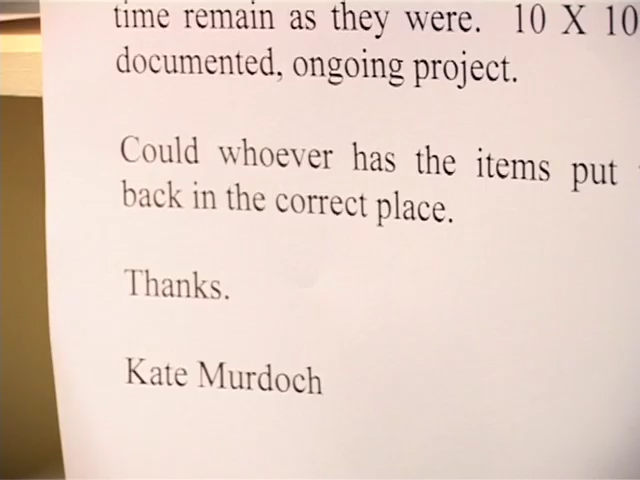 time remain as they were. 10 X 10
documented, ongoing project.
Could whoever has the items put
back in the correct place.
Thanks.
Kate Murdoch